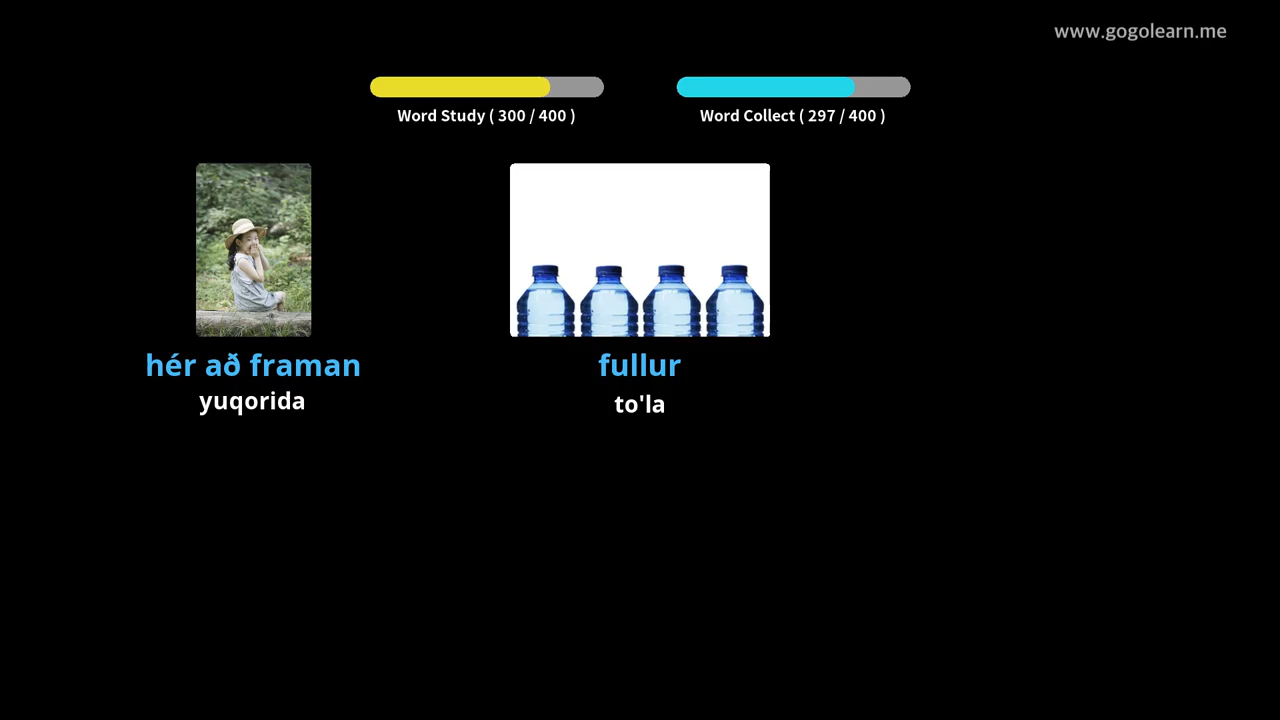 www.gogolearn.me
Word Study ( 300 / 400 )
Word Collect ( 297 / 400 )
hér að framan
yuqorida
fullur
to'la